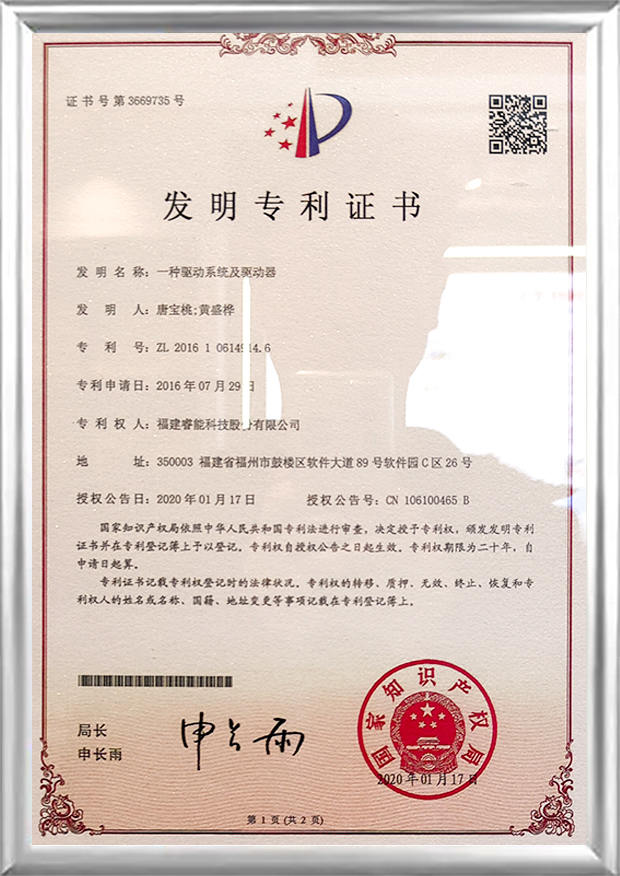 证书号第3669735号
发明专利证书
发明名称：一种驱动系统及驱动器
发明人：唐宝桃;黄盛桦
专利号：ZL 2016 1 0614914.6
专利申请日：2016年07月29日
专利权人：福建睿能科技股份有限公司
地址：350003 福建省福州市鼓楼区软件大道89号软件园C区26号
授权公告日：2020年01月17日 授权公告号：CN 106100465 B
国家知识产权局依照中华人民共和国专利法进行审查，决定授予专利权，颁发发明专利
证书并在专利登记簿上予以登记。专利权自授权公告之日起生效。专利权期限为二十年，自
申请日起算。
专利证书记载专利权登记时的法律状况。专利权的转移、质押、无效、终止、恢复和专
利权人的姓名或名称、国籍、地址变更等事项记载在专利登记簿上。
局长
申长雨
申长雨
国家知识产权局
2020年01月17日
第1页(共2页)